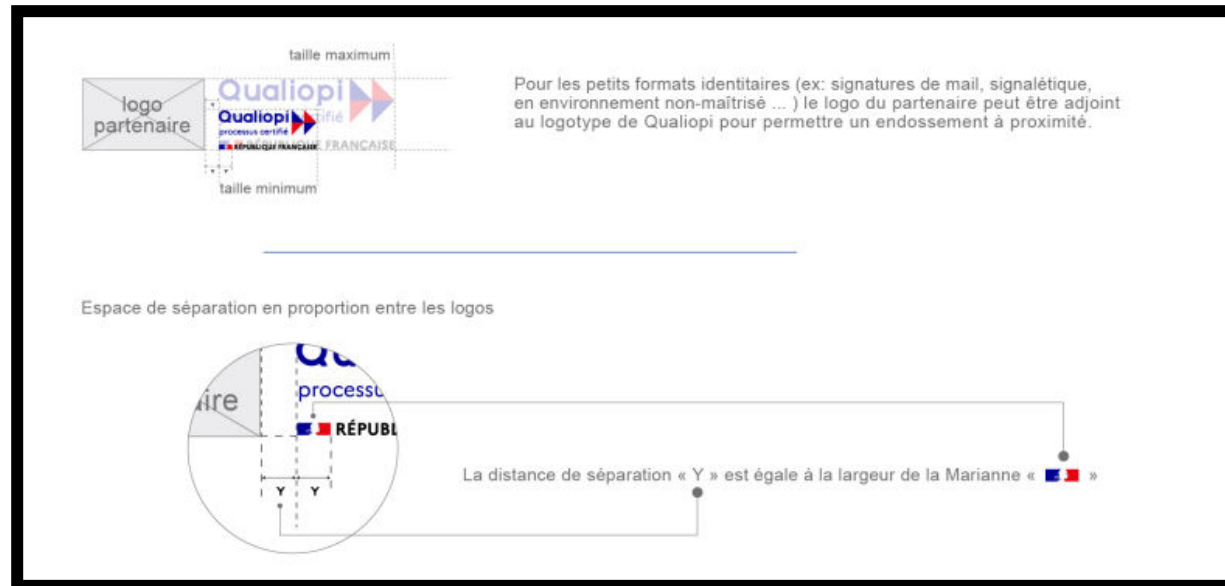 taille maximum
logo
partenaire
Qualiopi
Qualiopi
processus certifié
certifié
RÉPUBLIQUE FRANÇAISE
RÉPUBLIQUE FRANÇAISE
taille minimum
Pour les petits formats identitaires (ex: signatures de mail, signalétique,
en environnement non-maîtrisé ... ) le logo du partenaire peut être adjoint
au logotype de Qualiopi pour permettre un endossement à proximité.
Espace de séparation en proportion entre les logos
aire
Qu
processu
RÉPUBL
Y Y
La distance de séparation « Y » est égale à la largeur de la Marianne « »